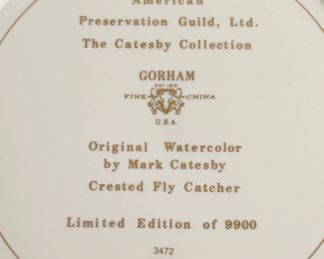 American
Preservation Guild, Ltd.
The Catesby Collection
GORHAM
EST 1831
FINE CHINA
U.S.A.
Original Watercolor
by Mark Catesby
Crested Fly Catcher
Limited Edition of 9900
3472